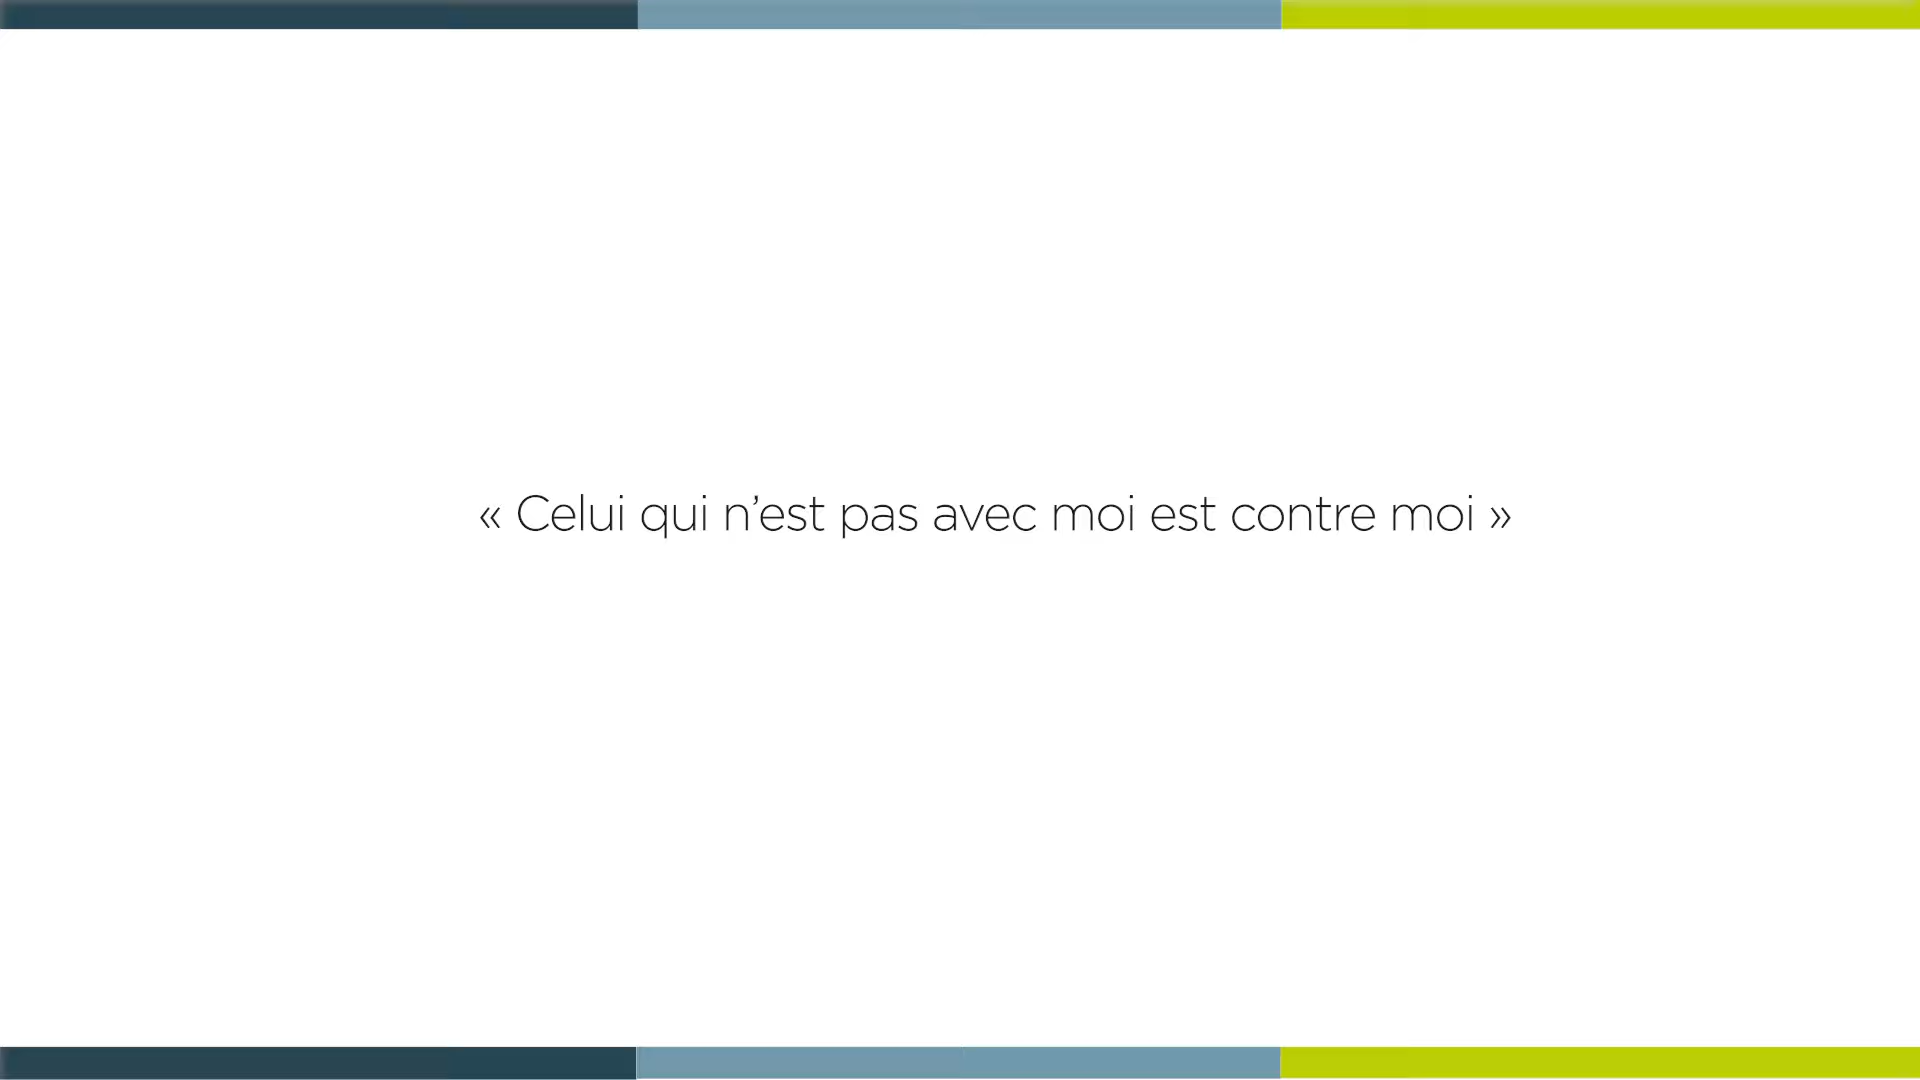 « Celui qui n’est pas avec moi est contre moi »